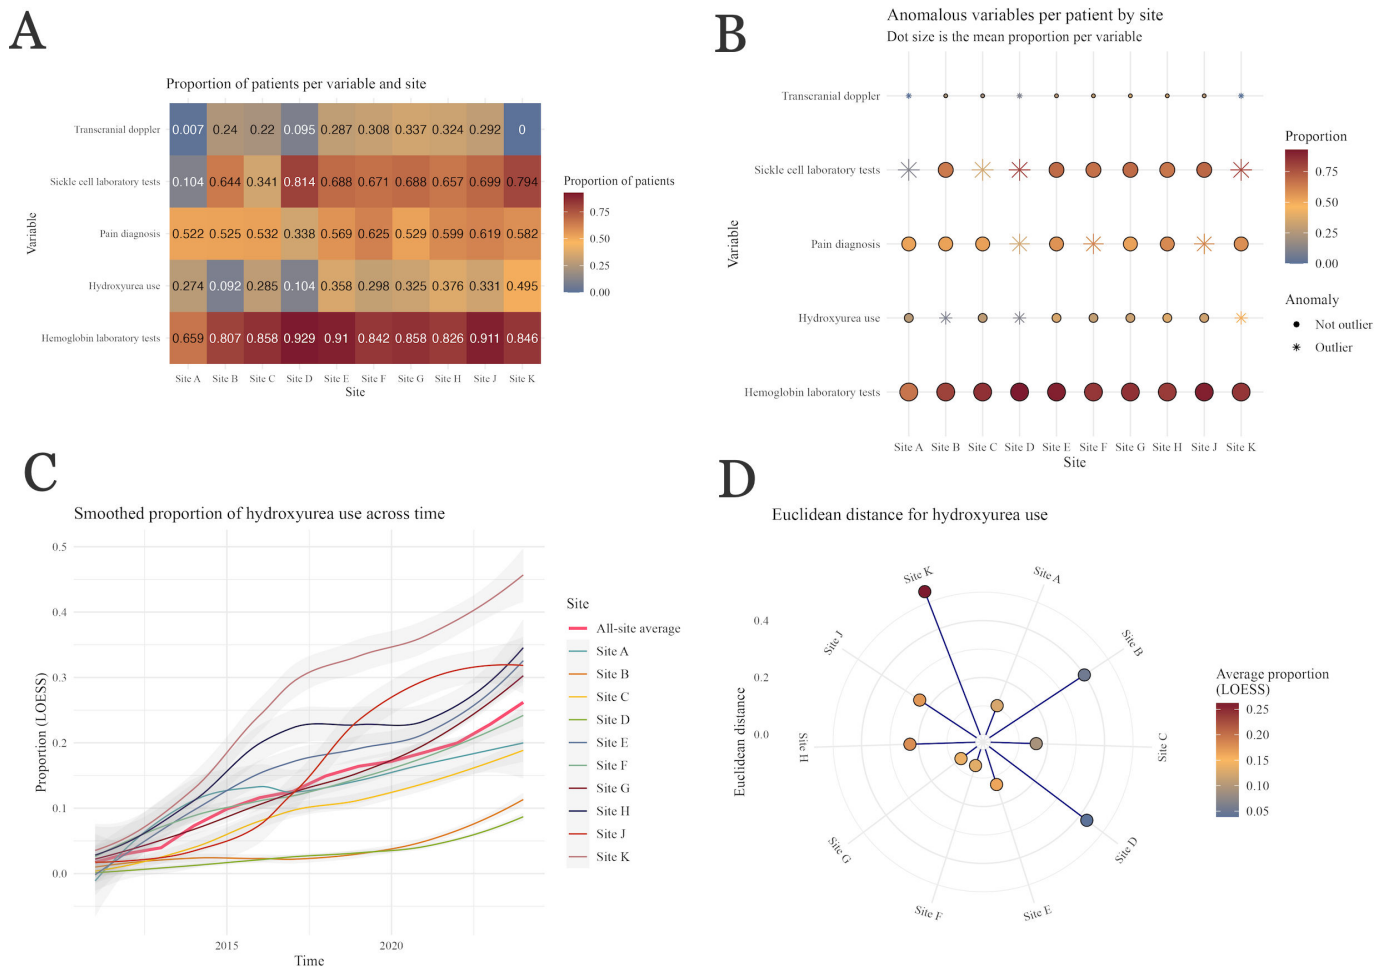 A
Proportion of patients per variable and site
Variable
Transcranial doppler
0.007 0.24 0.22 0.095 0.287 0.308 0.337 0.324 0.292 0
Sickle cell laboratory tests
0.104 0.644 0.341 0.814 0.688 0.671 0.688 0.657 0.699 0.794
Pain diagnosis
0.522 0.525 0.532 0.338 0.569 0.625 0.529 0.599 0.619 0.582
Hydroxyurea use
0.274 0.092 0.285 0.104 0.358 0.298 0.325 0.376 0.331 0.495
Hemoglobin laboratory tests
0.659 0.807 0.858 0.929 0.91 0.842 0.858 0.826 0.911 0.846
Site A Site B Site C Site D Site E Site F Site G Site H Site J Site K
Site
Proportion of patients
0.75
0.50
0.25
0.00
B
Anomalous variables per patient by site
Dot size is the mean proportion per variable
Variable
Transcranial doppler
Sickle cell laboratory tests
Pain diagnosis
Hydroxyurea use
Hemoglobin laboratory tests
Site A Site B Site C Site D Site E Site F Site G Site H Site J Site K
Site
Proportion
0.75
0.50
0.25
0.00
Anomaly
Not outlier
Outlier
C
Smoothed proportion of hydroxyurea use across time
Proportion (LOESS)
0.5
0.4
0.3
0.2
0.1
0.0
2015 2020
Time
Site
All-site average
Site A
Site B
Site C
Site D
Site E
Site F
Site G
Site H
Site J
Site K
D
Euclidean distance for hydroxyurea use
Euclidean distance
0.4
0.2
0.0
Site A
Site B
Site C
Site D
Site E
Site F
Site G
Site H
Site J
Site K
Average proportion
(LOESS)
0.25
0.20
0.15
0.10
0.05